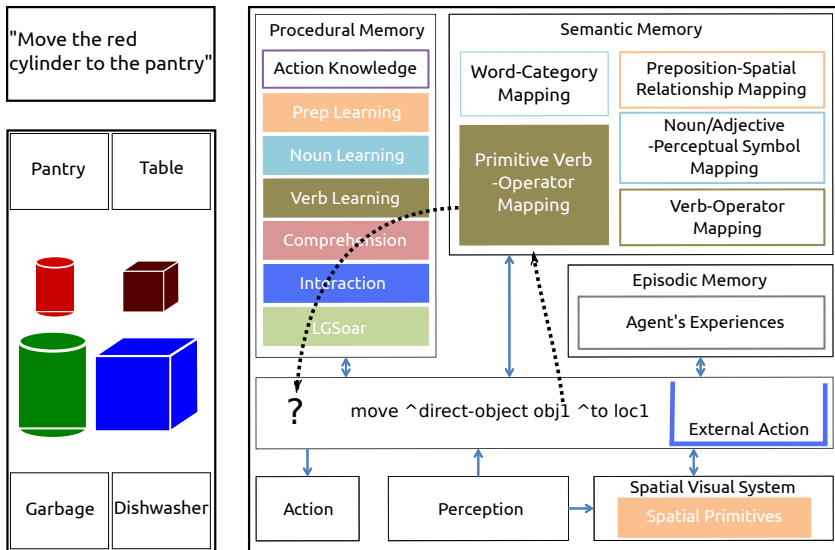 "Move the red
cylinder to the pantry"
Pantry
Table
Garbage
Dishwasher
Procedural Memory
Action Knowledge
Prep Learning
Noun Learning
Verb Learning
Comprehension
Interaction
LGSoar
Semantic Memory
Word-Category
Mapping
Primitive Verb
-Operator
Mapping
Preposition-Spatial
Relationship Mapping
Noun/Adjective
-Perceptual Symbol
Mapping
Verb-Operator
Mapping
Episodic Memory
Agent's Experiences
?
move ^direct-object obj1 ^to loc1
External Action
Action
Perception
Spatial Visual System
Spatial Primitives